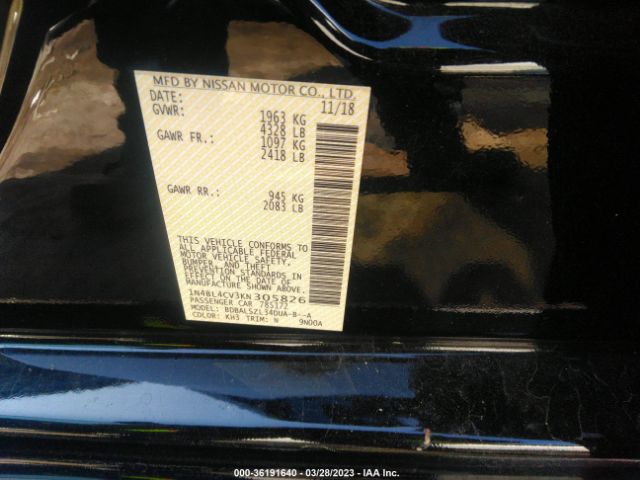 MFD BY NISSAN MOTOR CO., LTD.
DATE: 11/18
GVWR: 1963 KG
4328 LB
GAWR FR.: 1097 KG
2418 LB
GAWR RR.: 945 KG
2083 LB
THIS VEHICLE CONFORMS TO
ALL APPLICABLE FEDERAL
MOTOR VEHICLE SAFETY,
BUMPER, AND THEFT
PREVENTION STANDARDS IN
EFFECT ON THE DATE OF
MANUFACTURE SHOWN ABOVE.
1N4BL4CV3KN305826
PASSENGER CAR
MODEL: BDBALSZL34DUA-B--A
COLOR: KH3 TRIM: N 9N00A
000-36191640 - 03/28/2023 - IAA Inc.